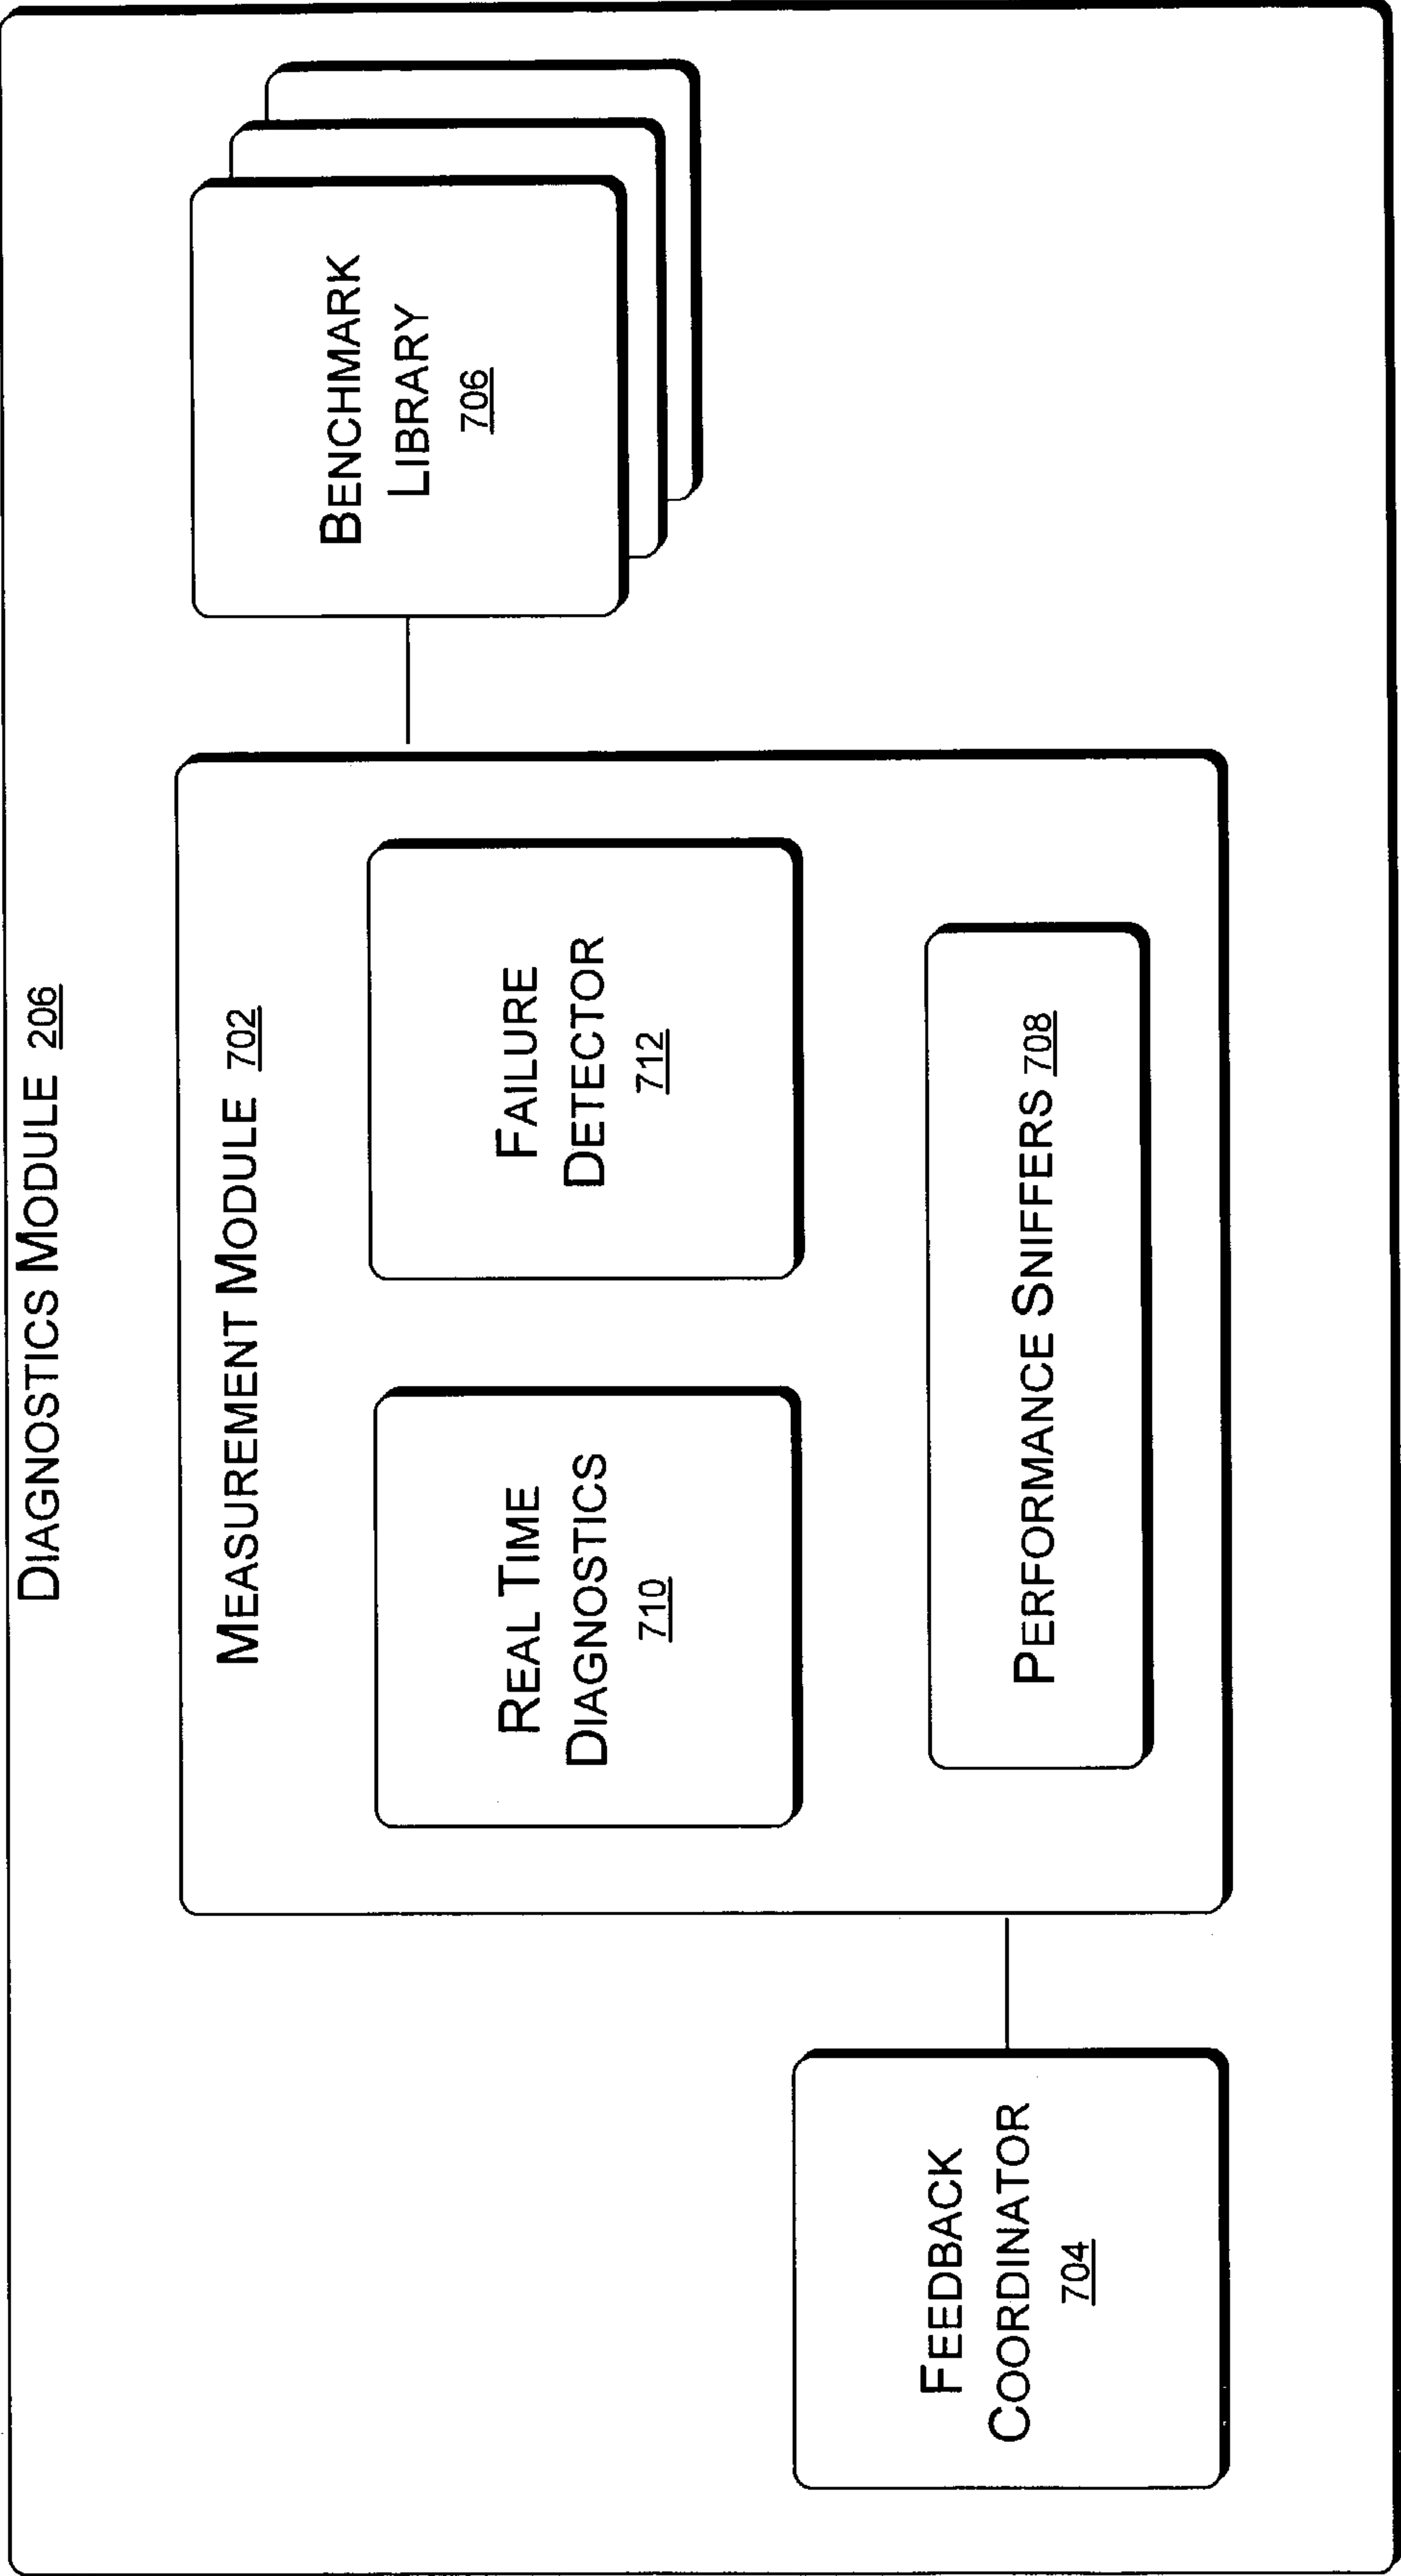 DIAGNOSTICS MODULE 206
MEASUREMENT MODULE 702
REAL TIME
DIAGNOSTICS
710
FAILURE
DETECTOR
712
PERFORMANCE SNIFFERS 708
BENCHMARK
LIBRARY
706
FEEDBACK
COORDINATOR
704